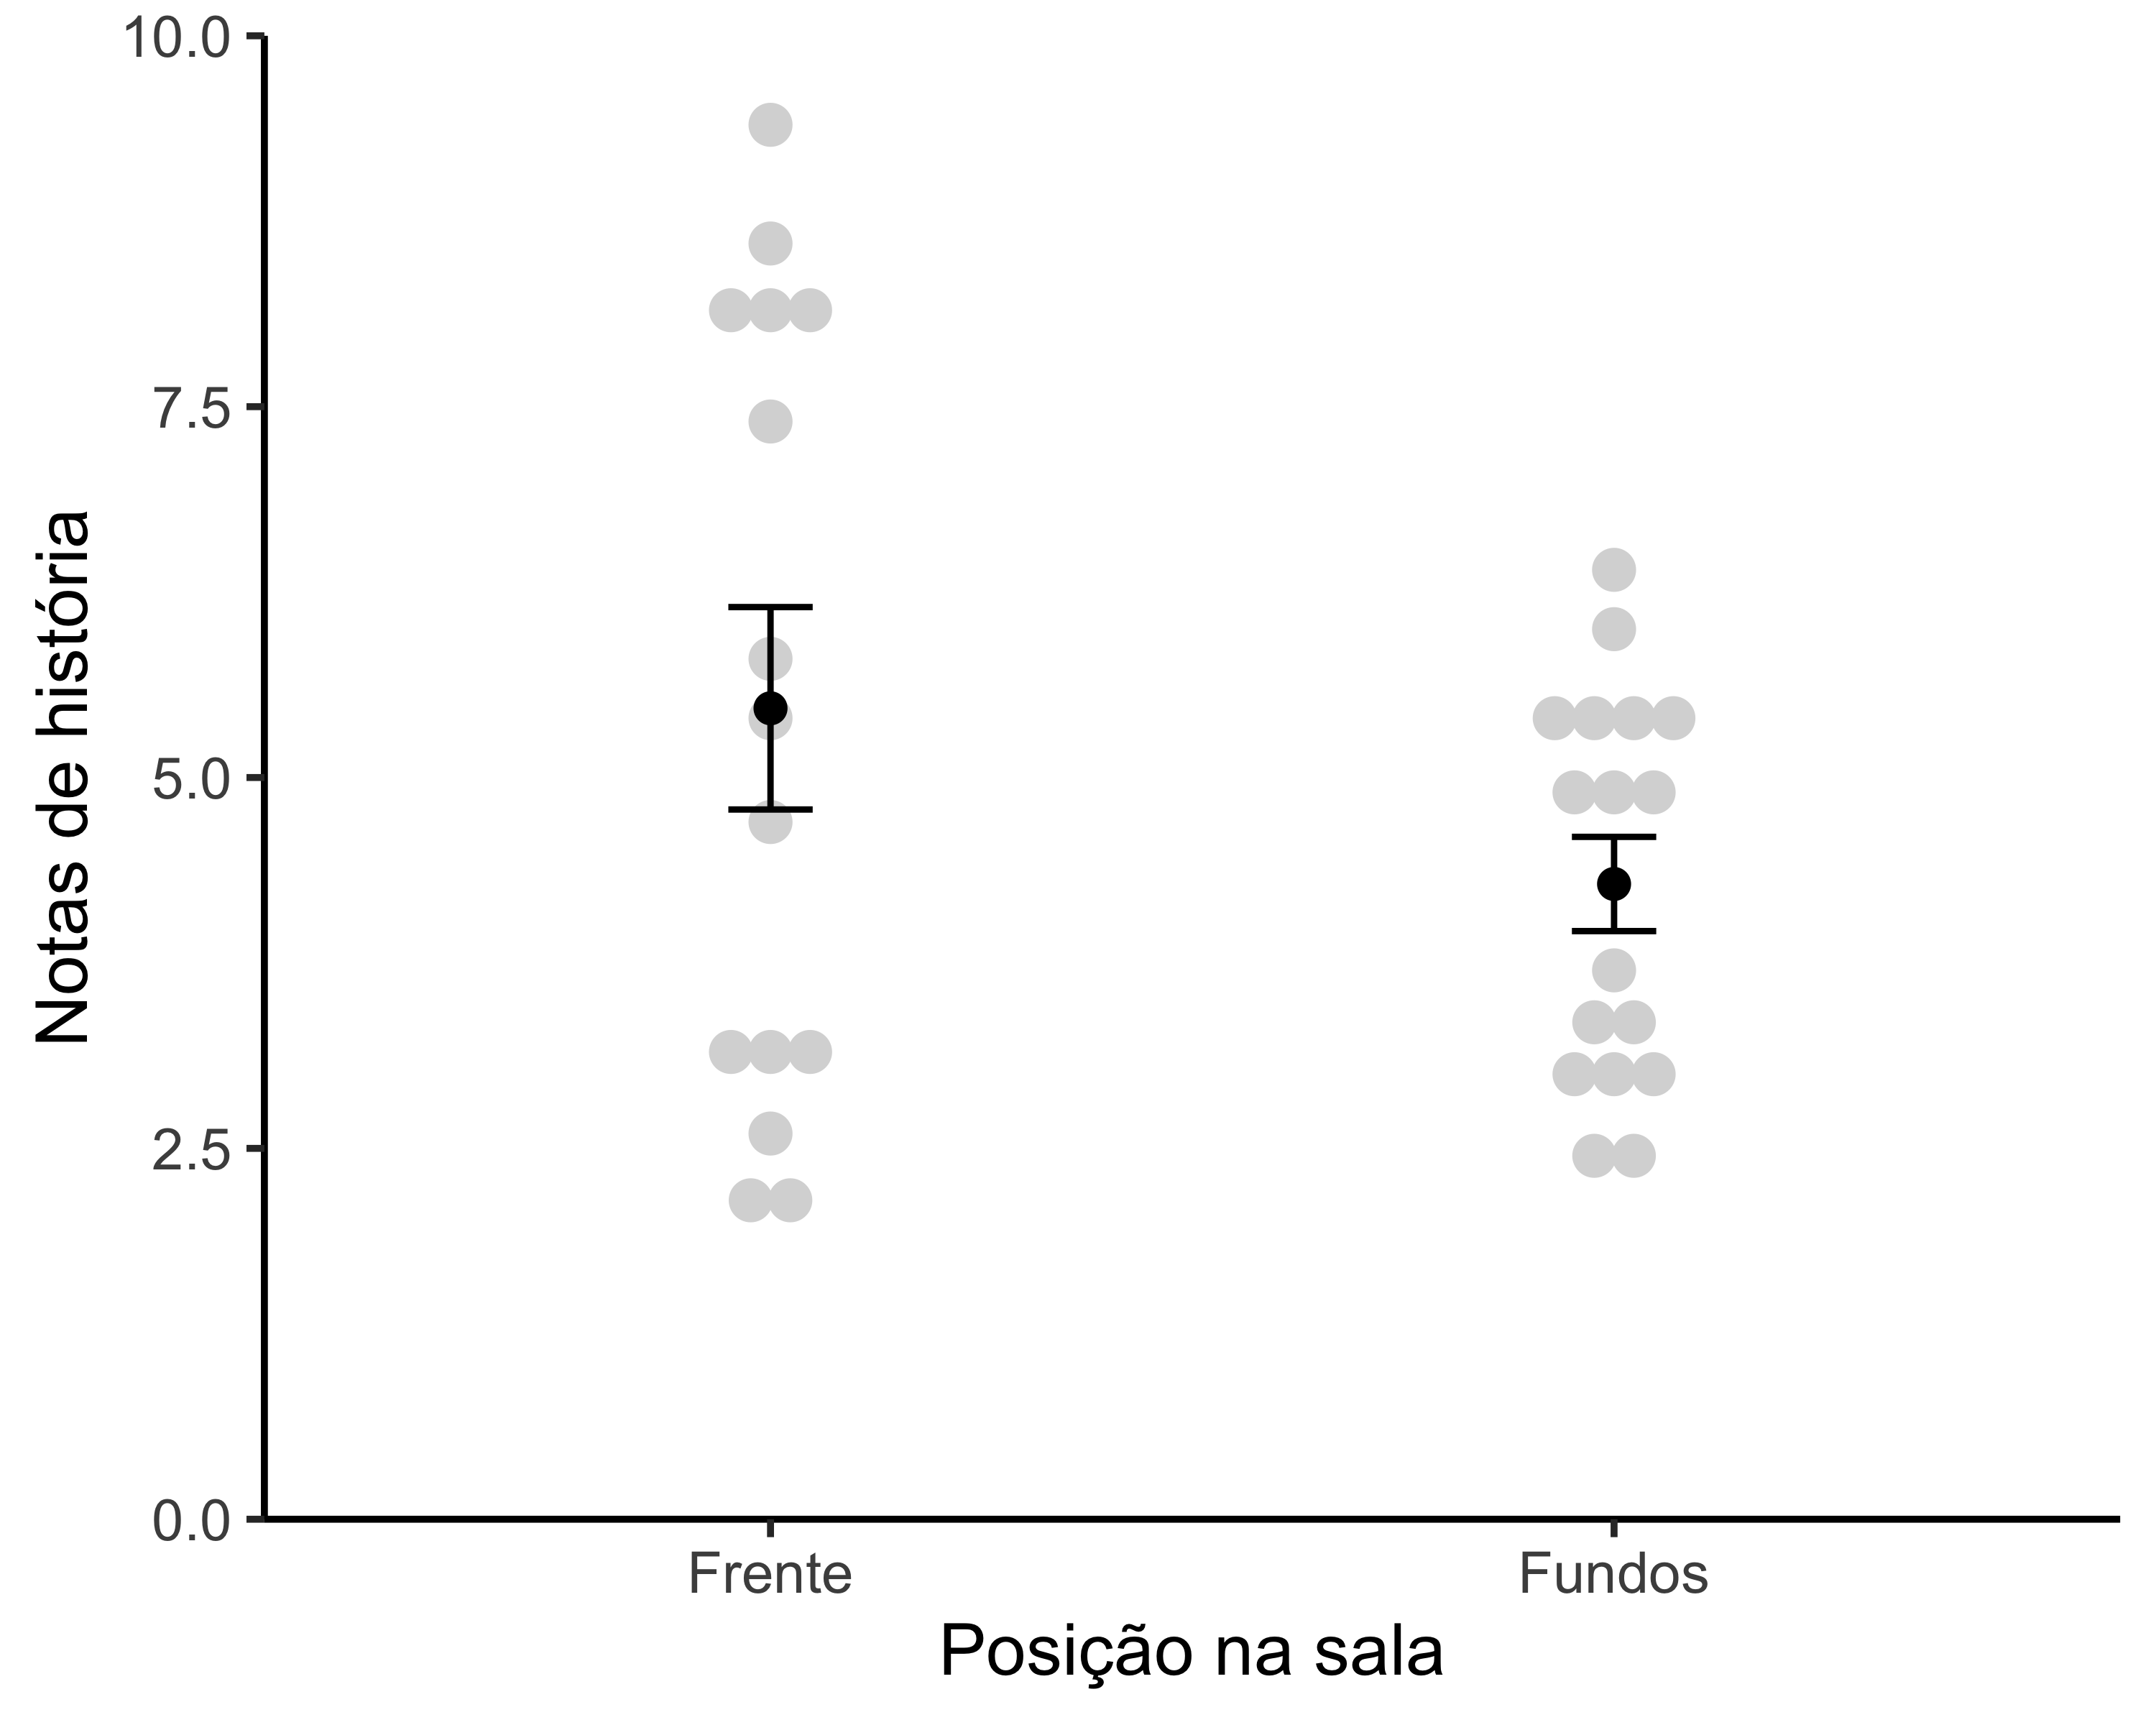 10.0
7.5
5.0
2.5
0.0
Notas de história
Frente
Fundos
Posição na sala